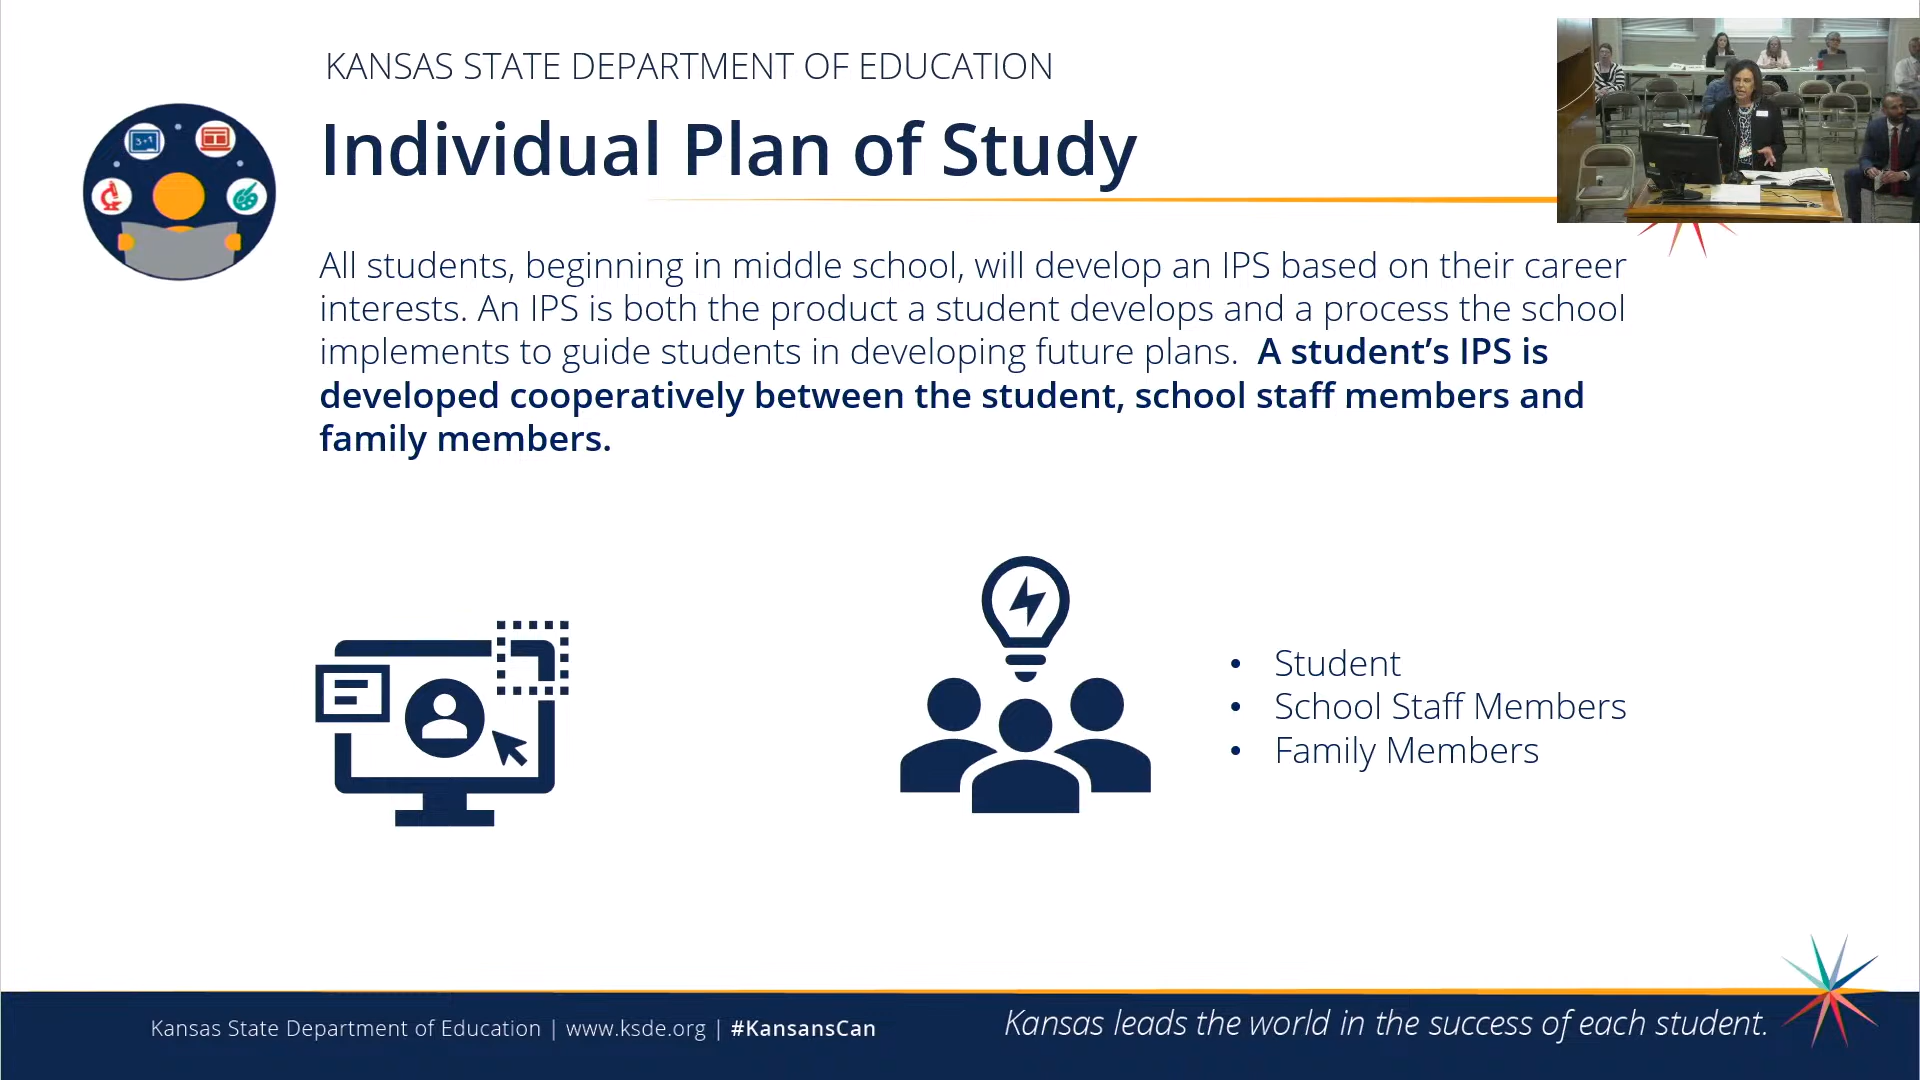 KANSAS STATE DEPARTMENT OF EDUCATION
Individual Plan of Study
All students, beginning in middle school, will develop an IPS based on their career
interests. An IPS is both the product a student develops and a process the school
implements to guide students in developing future plans. A student’s IPS is
developed cooperatively between the student, school staff members and
family members.
• Student
• School Staff Members
• Family Members
Kansas State Department of Education | www.ksde.org | #KansansCan
Kansas leads the world in the success of each student.